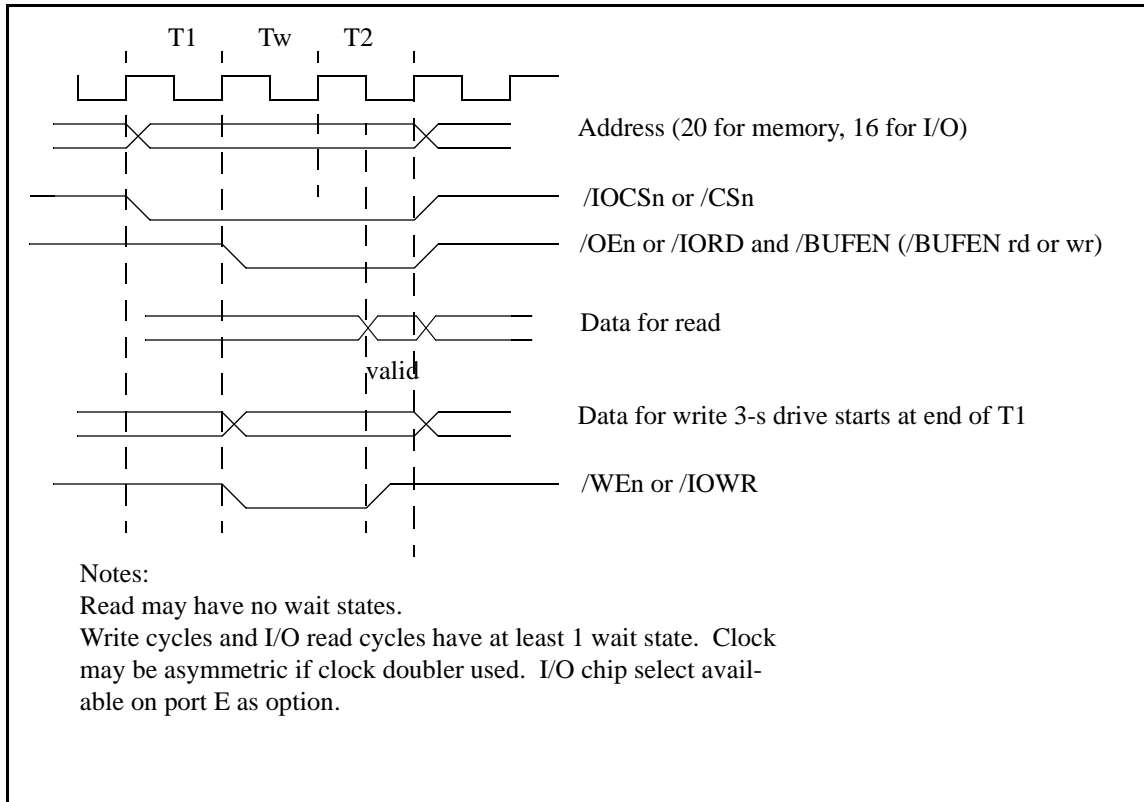 T1 Tw T2
Address (20 for memory, 16 for I/O)
/IOCSn or /CSn
/OEn or /IORD and /BUFEN (/BUFEN rd or wr)
Data for read
valid
Data for write 3-s drive starts at end of T1
/WEn or /IOWR
Notes:
Read may have no wait states.
Write cycles and I/O read cycles have at least 1 wait state.  Clock
may be asymmetric if clock doubler used.  I/O chip select avail-
able on port E as option.